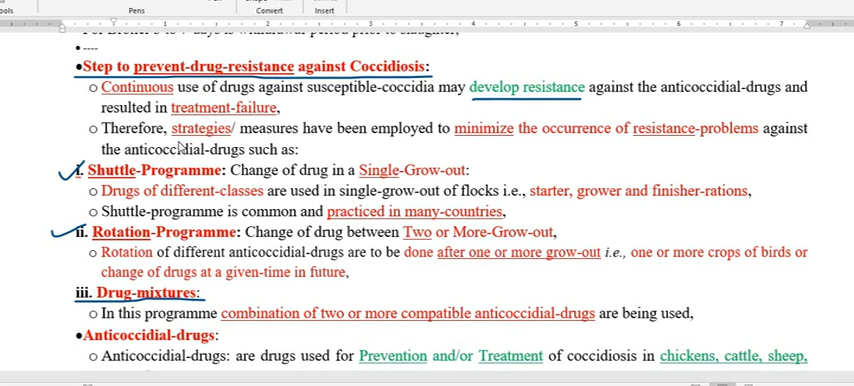 Pens
Convert
Insert
1 2 3 5 6 7
• ----
•Step to prevent-drug-resistance against Coccidiosis:
o Continuous use of drugs against susceptible-coccidia may develop resistance against the anticoccidial-drugs and
resulted in treatment-failure,
o Therefore, strategies/ measures have been employed to minimize the occurrence of resistance-problems against
the anticoccidial-drugs such as:
i. Shuttle-Programme: Change of drug in a Single-Grow-out:
o Drugs of different-classes are used in single-grow-out of flocks i.e., starter, grower and finisher-rations,
o Shuttle-programme is common and practiced in many-countries,
ii. Rotation-Programme: Change of drug between Two or More-Grow-out,
o Rotation of different anticoccidial-drugs are to be done after one or more grow-out i.e., one or more crops of birds or
change of drugs at a given-time in future,
iii. Drug-mixtures:
o In this programme combination of two or more compatible anticoccidial-drugs are being used,
•Anticoccidial-drugs:
o Anticoccidial-drugs: are drugs used for Prevention and/or Treatment of coccidiosis in chickens, cattle, sheep,